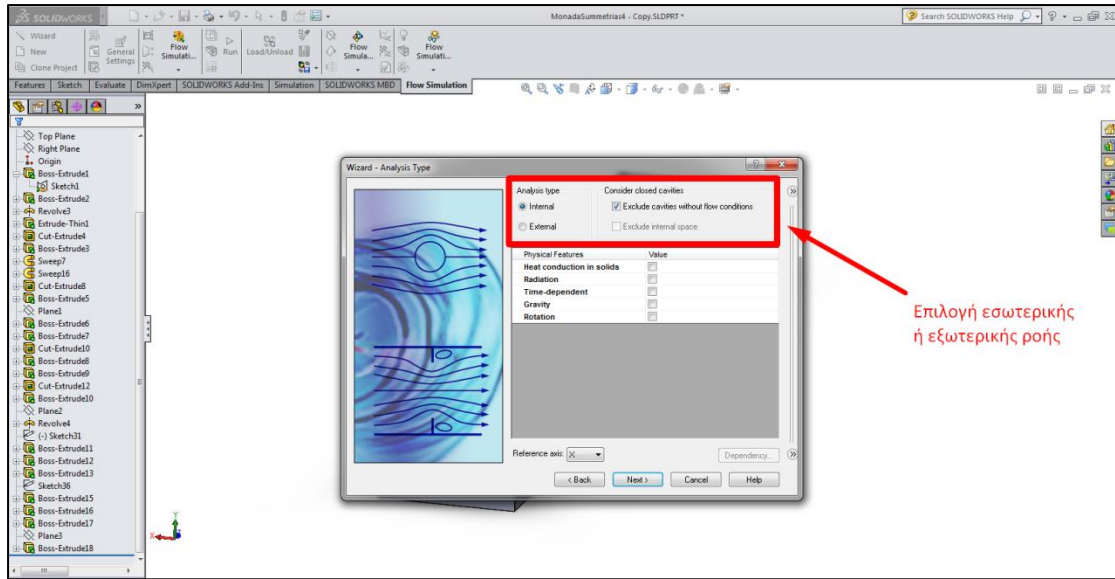 SOLIDWORKS
MonadaSummetrias4 - Copy.SLDPRT *
Search SOLIDWORKS Help
Wizard
New
Clone Project
General Settings
Flow Simulati...
Run
Load/Unload
Flow Simula...
Flow Simulati...
Features Sketch Evaluate DimXpert SOLIDWORKS Add-Ins Simulation SOLIDWORKS MBD Flow Simulation
Top Plane
Right Plane
Origin
Boss-Extrude1
Sketch1
Boss-Extrude2
Revolve3
Extrude-Thin1
Cut-Extrude4
Boss-Extrude3
Sweep7
Sweep16
Cut-Extrude8
Boss-Extrude5
Plane1
Boss-Extrude6
Boss-Extrude7
Cut-Extrude10
Boss-Extrude8
Boss-Extrude9
Cut-Extrude12
Boss-Extrude10
Plane2
Revolve4
(-) Sketch31
Boss-Extrude11
Boss-Extrude12
Boss-Extrude13
Sketch36
Boss-Extrude15
Boss-Extrude16
Boss-Extrude17
Plane3
Boss-Extrude18
Y
X
Wizard - Analysis Type
Analysis type Consider closed cavities
Internal Exclude cavities without flow conditions
External Exclude internal space
Physical Features Value
Heat conduction in solids
Radiation
Time-dependent
Gravity
Rotation
Reference axis: X Dependency...
< Back Next > Cancel Help
Επιλογή εσωτερικής
ή εξωτερικής ροής